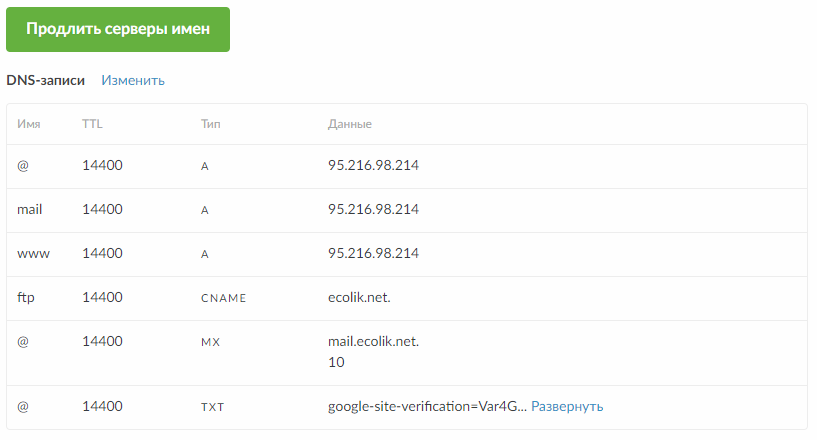 Продлить серверы имен
DNS-записи Изменить
Имя TTL Тип Данные
@ 14400 A 95.216.98.214
mail 14400 A 95.216.98.214
www 14400 A 95.216.98.214
ftp 14400 CNAME ecolik.net.
@ 14400 MX mail.ecolik.net.
10
@ 14400 TXT google-site-verification=Var4G... Развернуть